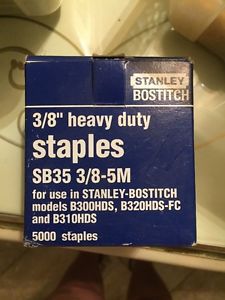 STANLEY
BOSTITCH
3/8" heavy duty
staples
SB35 3/8-5M
for use in STANLEY-BOSTITCH
models B300HDS, B320HDS-FC
and B310HDS
5000 staples